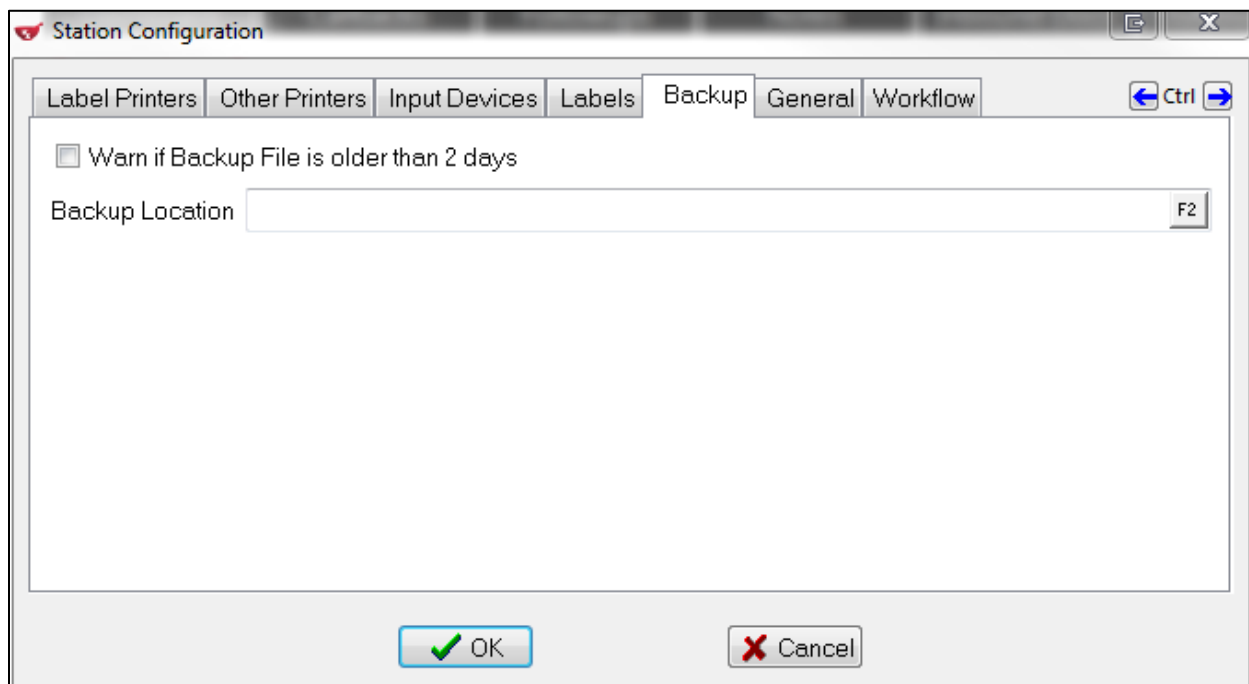 Station Configuration
Label Printers Other Printers Input Devices Labels Backup General Workflow Ctrl
Warn if Backup File is older than 2 days
Backup Location F2
OK Cancel